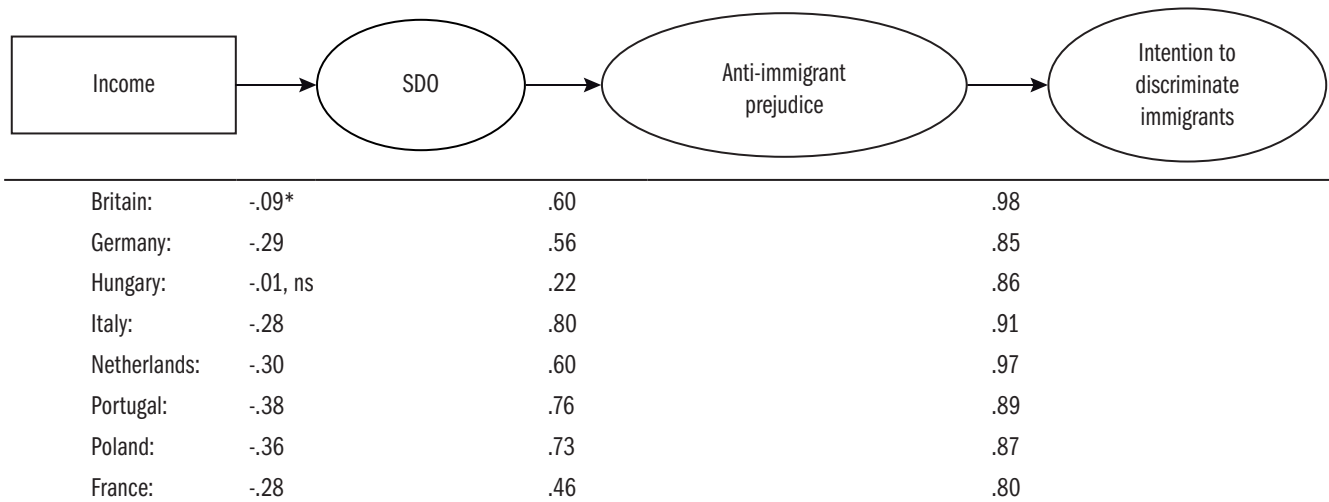 Income
SDO
Anti-immigrant
prejudice
Intention to
discriminate
immigrants
Britain: -.09* .60 .98
Germany: -.29 .56 .85
Hungary: -.01, ns .22 .86
Italy: -.28 .80 .91
Netherlands: -.30 .60 .97
Portugal: -.38 .76 .89
Poland: -.36 .73 .87
France: -.28 .46 .80